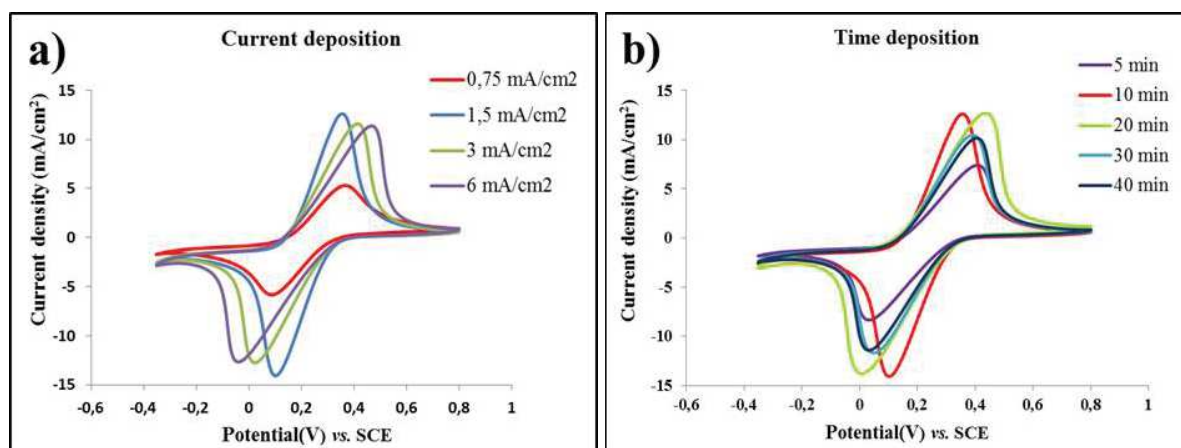 a)
Current deposition
0,75 mA/cm2
1,5 mA/cm2
3 mA/cm2
6 mA/cm2
Current density (mA/cm²)
15
10
5
0
-5
-10
-15
-0,6 -0,4 -0,2 0 0,2 0,4 0,6 0,8 1
Potential(V) vs. SCE
b)
Time deposition
5 min
10 min
20 min
30 min
40 min
Current density (mA/cm²)
15
10
5
0
-5
-10
-15
-0,6 -0,4 -0,2 0 0,2 0,4 0,6 0,8 1
Potential(V) vs. SCE